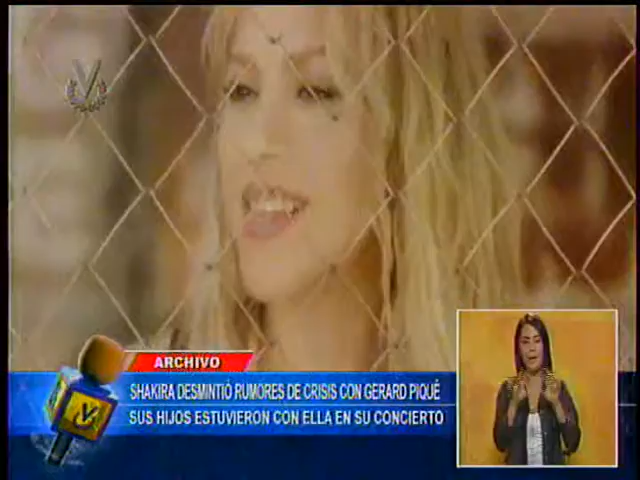 ARCHIVO
SHAKIRA DESMINTIÓ RUMORES DE CRISIS CON GERARD PIQUÉ
SUS HIJOS ESTUVIERON CON ELLA EN SU CONCIERTO